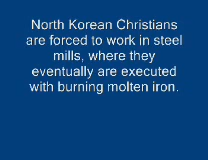 North Korean Christians
are forced to work in steel
mills, where they
eventually are executed
with burning molten iron.